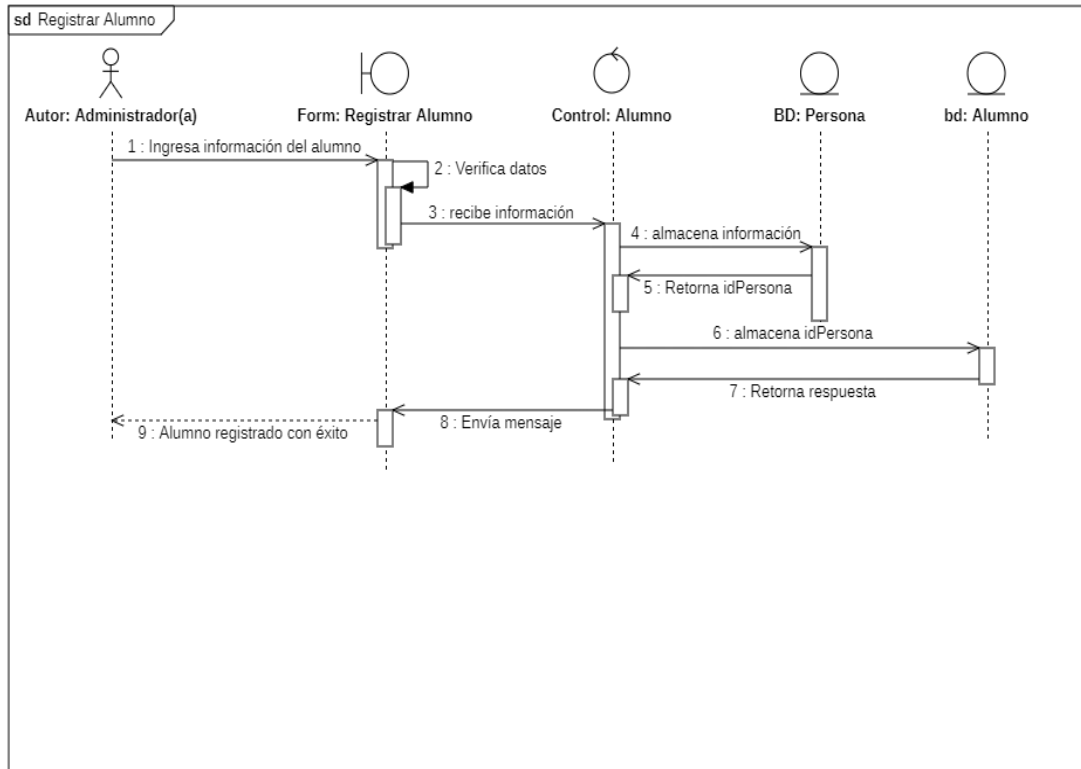 sd Registrar Alumno
Autor: Administrador(a)
Form: Registrar Alumno
Control: Alumno
BD: Persona
bd: Alumno
1 : Ingresa información del alumno
2 : Verifica datos
3 : recibe información
4 : almacena información
5 : Retorna idPersona
6 : almacena idPersona
7 : Retorna respuesta
8 : Envía mensaje
9 : Alumno registrado con éxito